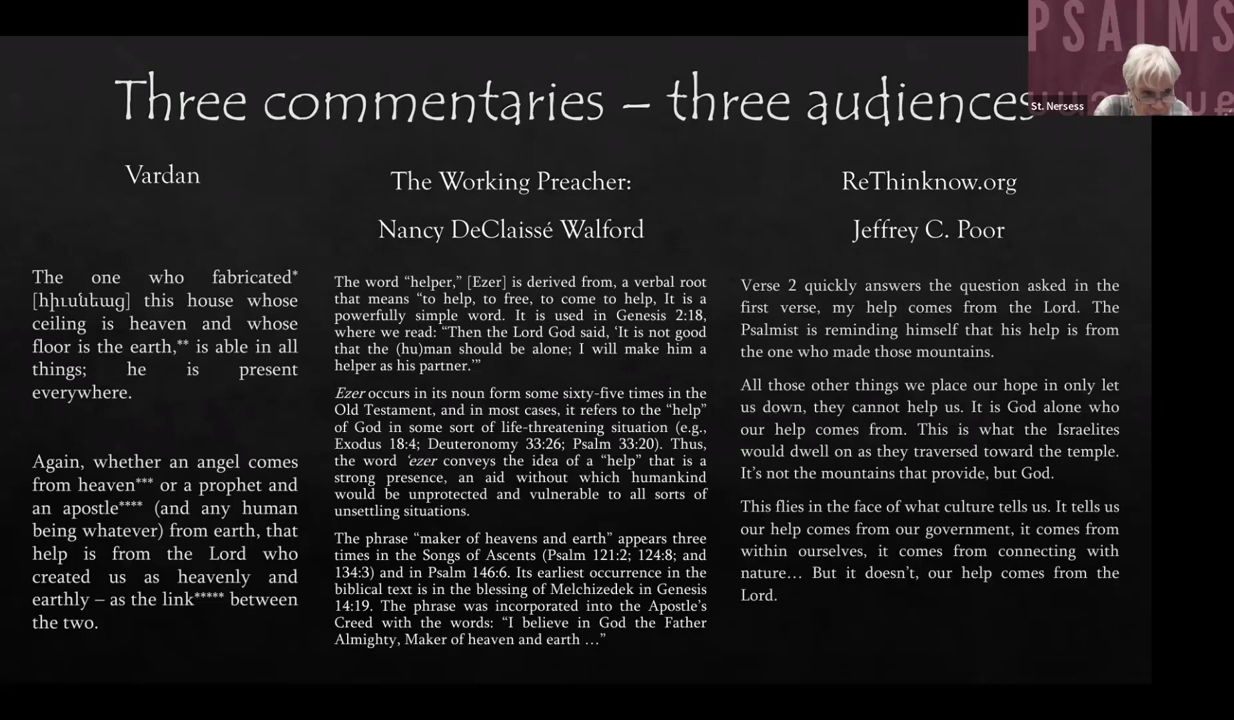 PSALMS
St. Nersess
Three commentaries – three audiences
Vardan
The one who fabricated*
[հիւսնեաց] this house whose
ceiling is heaven and whose
floor is the earth,** is able in all
things; he is present
everywhere.
Again, whether an angel comes
from heaven*** or a prophet and
an apostle**** (and any human
being whatever) from earth, that
help is from the Lord who
created us as heavenly and
earthly – as the link***** between
the two.
The Working Preacher:
Nancy DeClaissé Walford
The word “helper,” [Ezer] is derived from, a verbal root
that means “to help, to free, to come to help, It is a
powerfully simple word. It is used in Genesis 2:18,
where we read: “Then the Lord God said, ‘It is not good
that the (hu)man should be alone; I will make him a
helper as his partner.’”
Ezer occurs in its noun form some sixty-five times in the
Old Testament, and in most cases, it refers to the “help”
of God in some sort of life-threatening situation (e.g.,
Exodus 18:4; Deuteronomy 33:26; Psalm 33:20). Thus,
the word ‘ezer conveys the idea of a “help” that is a
strong presence, an aid without which humankind
would be unprotected and vulnerable to all sorts of
unsettling situations.
The phrase “maker of heavens and earth” appears three
times in the Songs of Ascents (Psalm 121:2; 124:8; and
134:3) and in Psalm 146:6. Its earliest occurrence in the
biblical text is in the blessing of Melchizedek in Genesis
14:19. The phrase was incorporated into the Apostle’s
Creed with the words: “I believe in God the Father
Almighty, Maker of heaven and earth …”
ReThinknow.org
Jeffrey C. Poor
Verse 2 quickly answers the question asked in the
first verse, my help comes from the Lord. The
Psalmist is reminding himself that his help is from
the one who made those mountains.
All those other things we place our hope in only let
us down, they cannot help us. It is God alone who
our help comes from. This is what the Israelites
would dwell on as they traversed toward the temple.
It’s not the mountains that provide, but God.
This flies in the face of what culture tells us. It tells us
our help comes from our government, it comes from
within ourselves, it comes from connecting with
nature… But it doesn’t, our help comes from the
Lord.